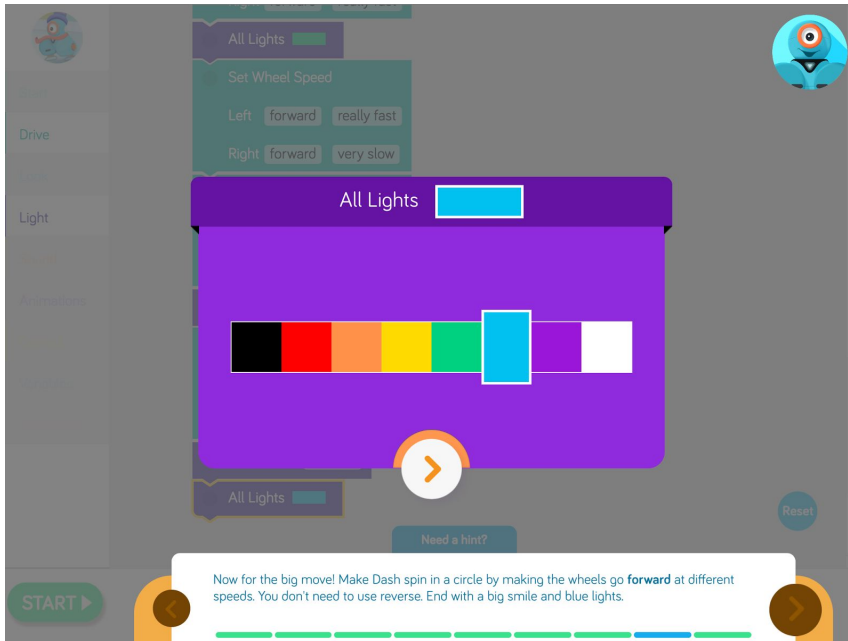 All Lights
Set Wheel Speed
Left forward really fast
Right forward very slow
Drive
Light
Animations
All Lights
All Lights
Need a hint?
Reset
START
Now for the big move! Make Dash spin in a circle by making the wheels go forward at different
speeds. You don't need to use reverse. End with a big smile and blue lights.